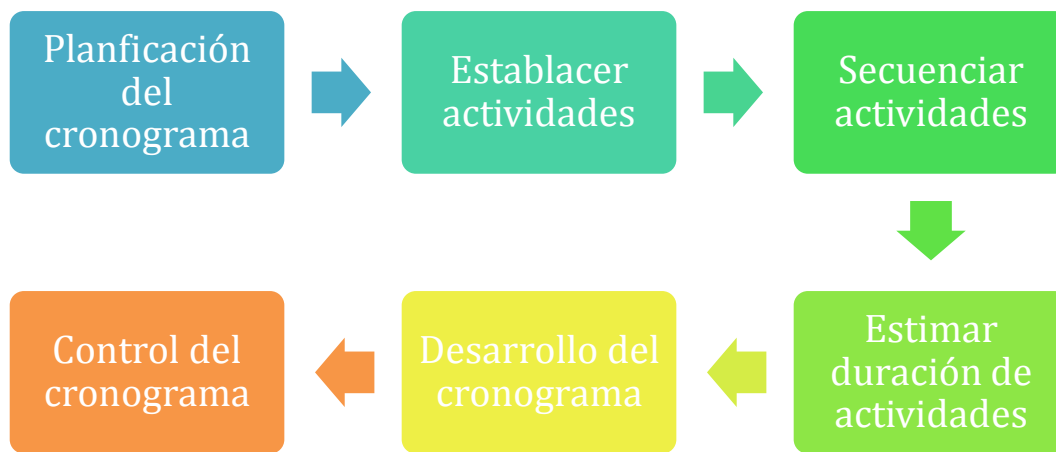 Planficación
del
cronograma
Establacer
actividades
Secuenciar
actividades
Estimar
duración de
actividades
Desarrollo del
cronograma
Control del
cronograma